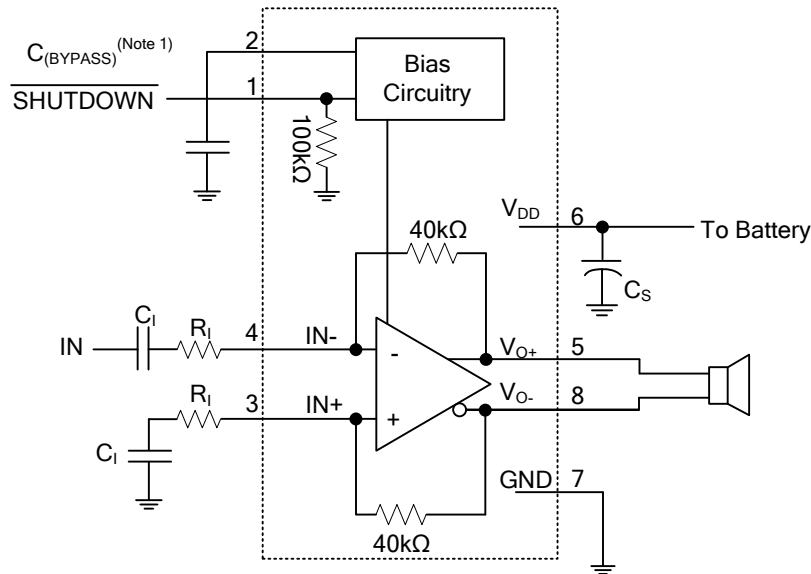 C(BYPASS)(Note 1)
2
Bias
Circuitry
SHUTDOWN
1
100kΩ
VDD
6
To Battery
40kΩ
CS
CI
RI
4
IN-
IN
-
VO+
5
RI
3
IN+
+
VO-
8
CI
GND
7
40kΩ